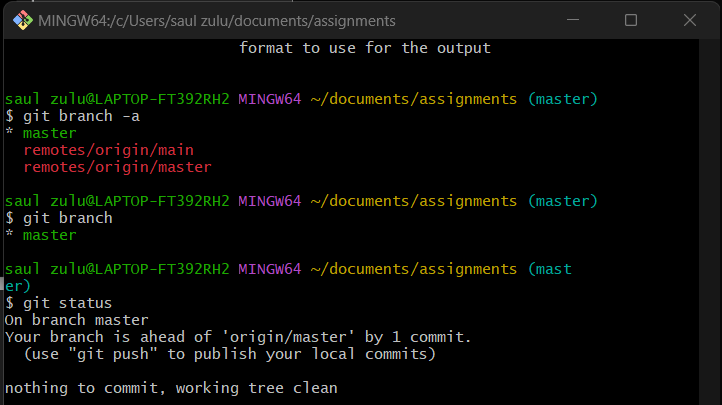 MINGW64:/c/Users/saul zulu/documents/assignments
format to use for the output
saul zulu@LAPTOP-FT392RH2 MINGW64 ~/documents/assignments (master)
$ git branch -a
* master
remotes/origin/main
remotes/origin/master
saul zulu@LAPTOP-FT392RH2 MINGW64 ~/documents/assignments (master)
$ git branch
* master
saul zulu@LAPTOP-FT392RH2 MINGW64 ~/documents/assignments (mast
er)
$ git status
On branch master
Your branch is ahead of 'origin/master' by 1 commit.
(use "git push" to publish your local commits)
nothing to commit, working tree clean